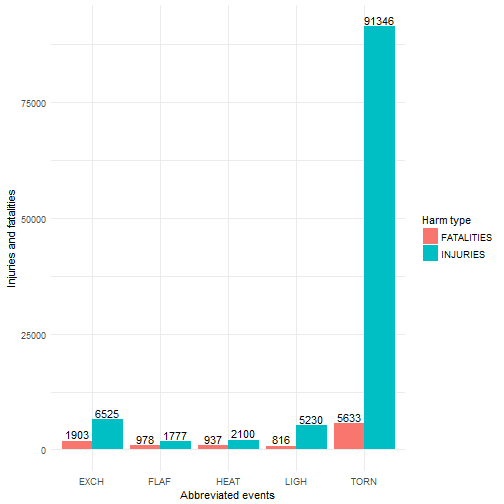 91346
75000
50000
25000
0
1903
6525
978
1777
937
2100
816
5230
5633
EXCH
FLAF
HEAT
LIGH
TORN
Abbreviated events
Injuries and fatalities
Harm type
FATALITIES
INJURIES